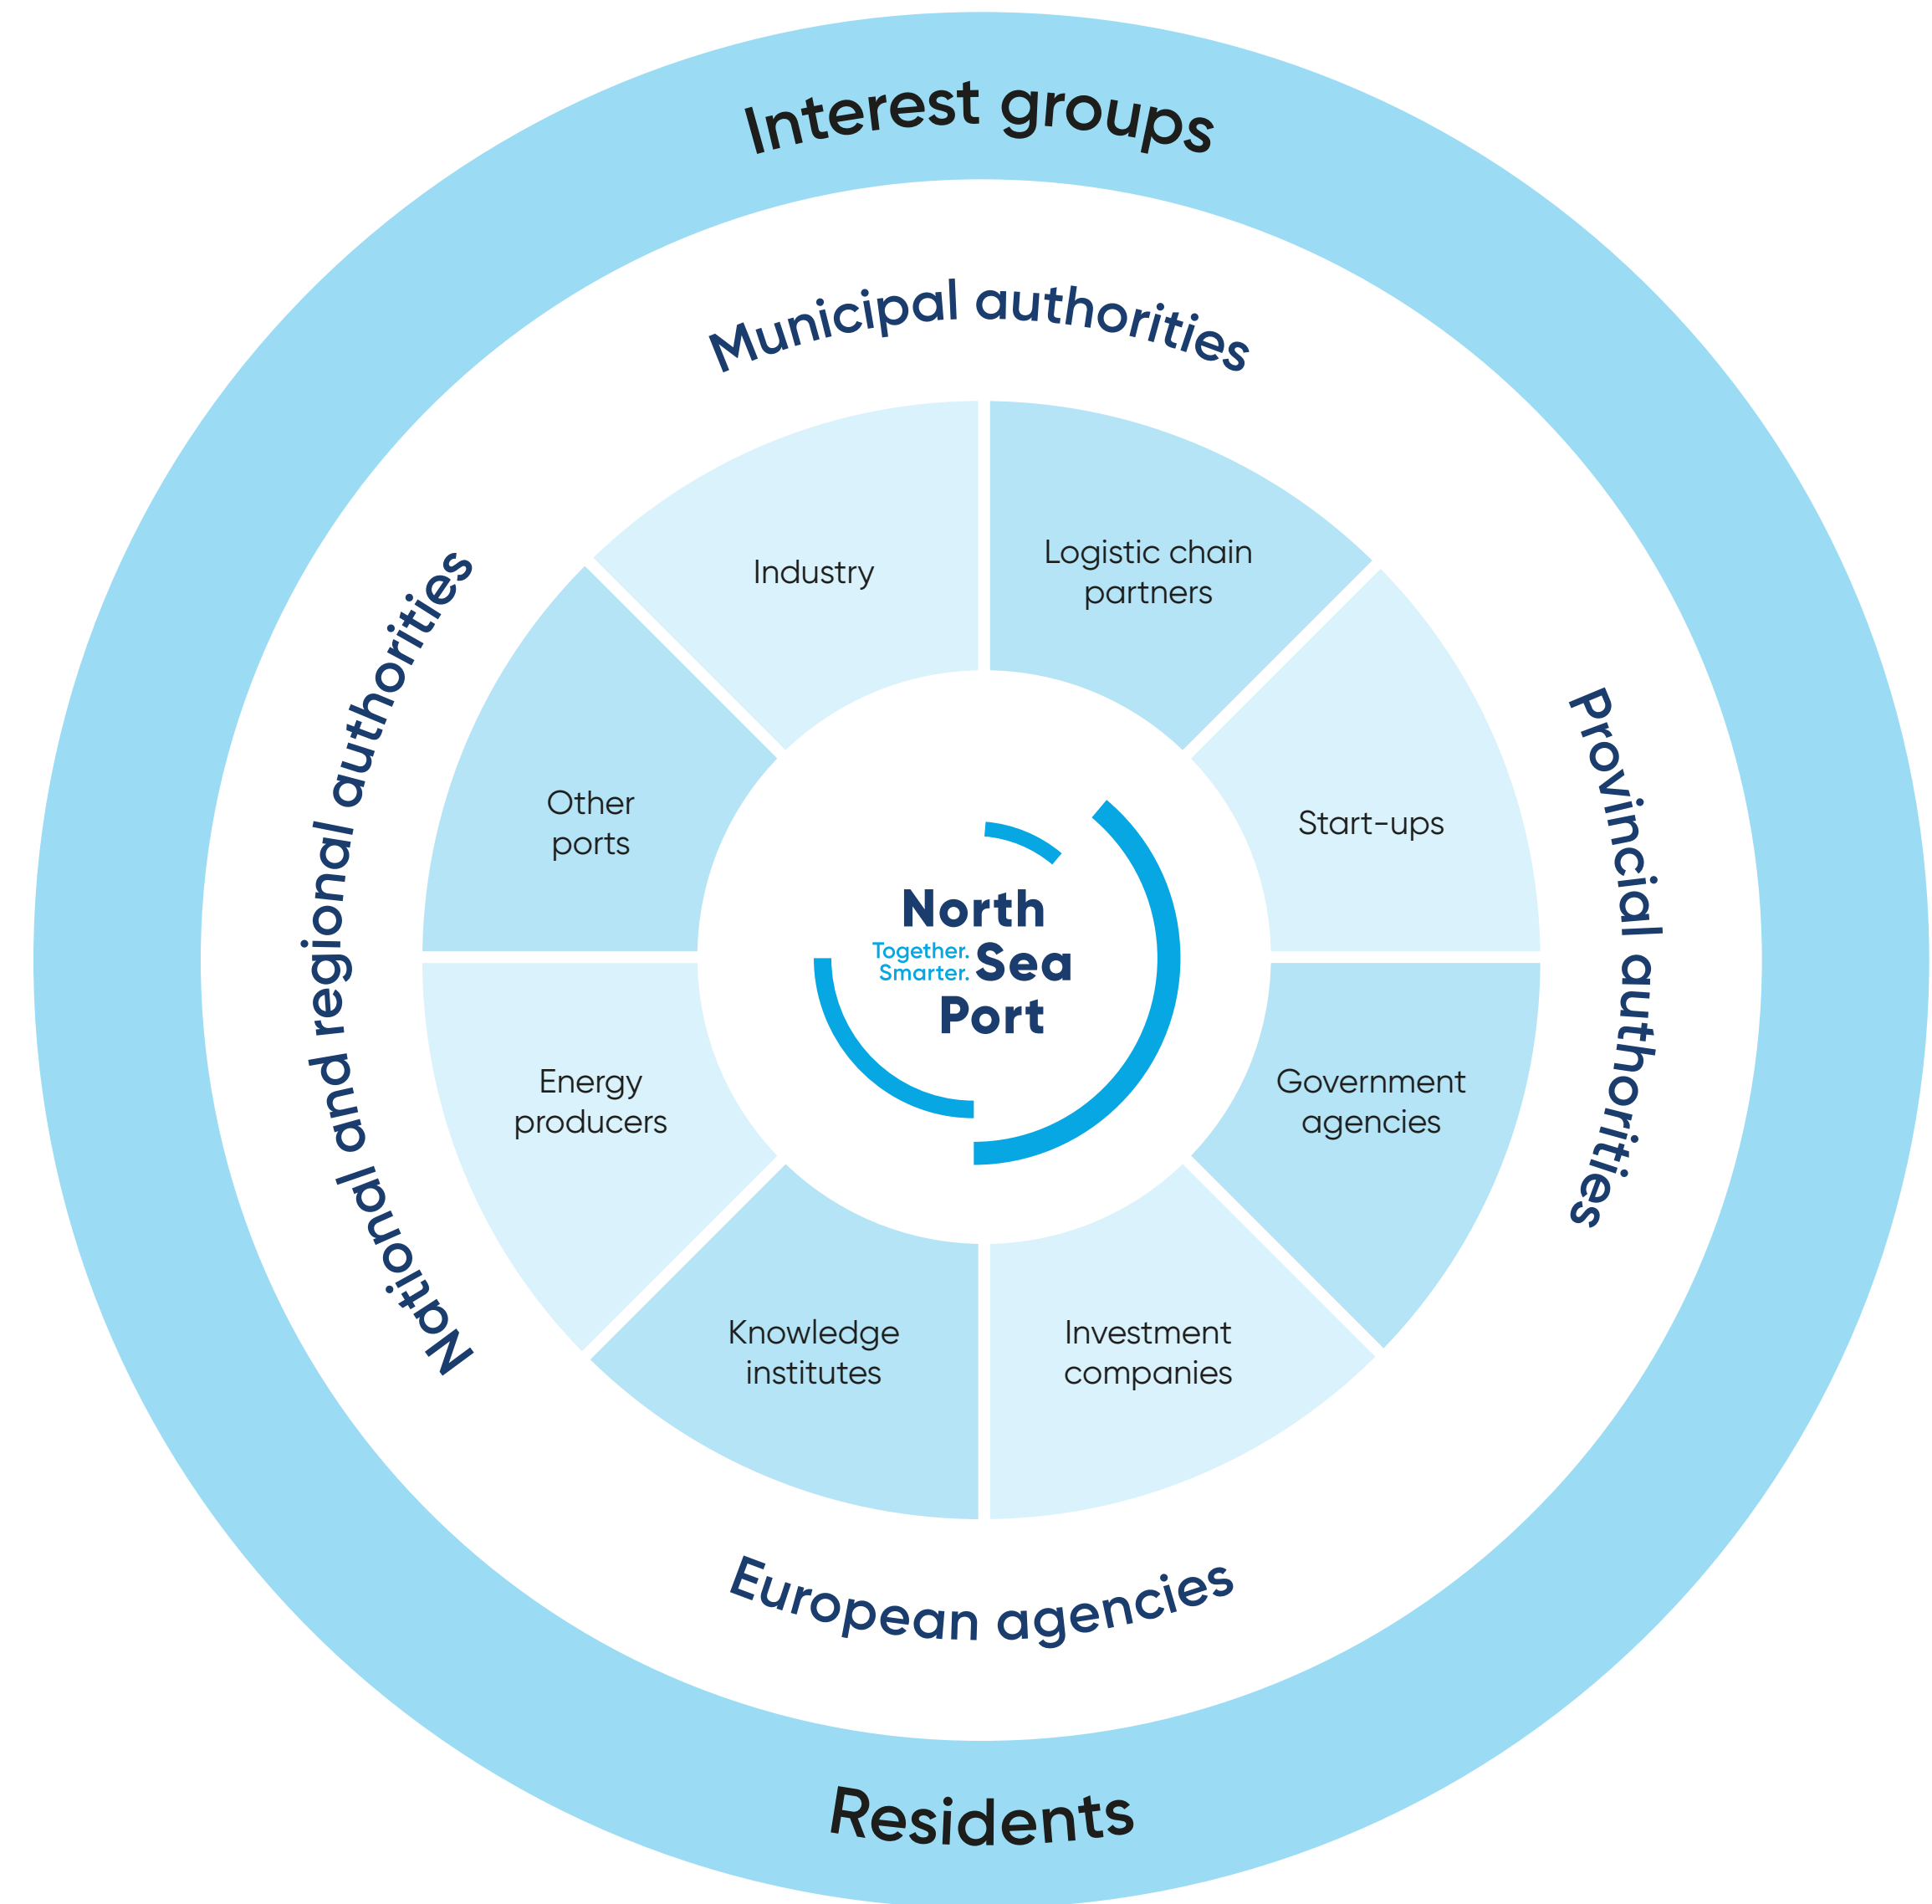 Interest groups
Municipal authorities
Industry
Logistic chain
partners
Other
ports
Start-ups
National and regional authorities
Provincial authorities
North
Together.
Smarter.
Sea
Port
Energy
producers
Government
agencies
Knowledge
institutes
Investment
companies
European agencies
Residents